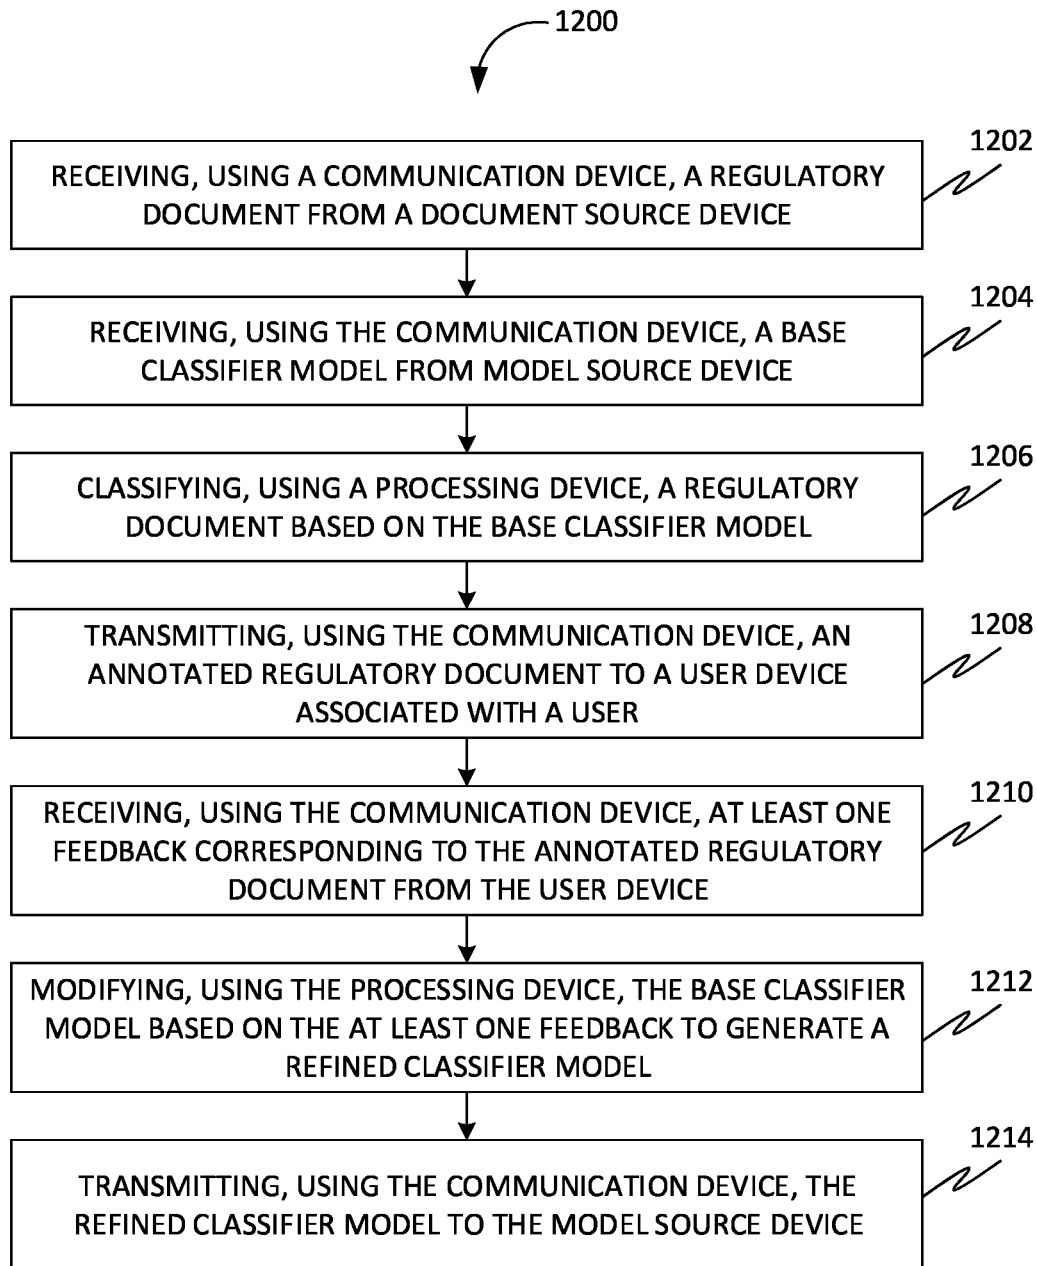 1200
1202
RECEIVING, USING A COMMUNICATION DEVICE, A REGULATORY
DOCUMENT FROM A DOCUMENT SOURCE DEVICE
1204
RECEIVING, USING THE COMMUNICATION DEVICE, A BASE
CLASSIFIER MODEL FROM MODEL SOURCE DEVICE
1206
CLASSIFYING, USING A PROCESSING DEVICE, A REGULATORY
DOCUMENT BASED ON THE BASE CLASSIFIER MODEL
1208
TRANSMITTING, USING THE COMMUNICATION DEVICE, AN
ANNOTATED REGULATORY DOCUMENT TO A USER DEVICE
ASSOCIATED WITH A USER
1210
RECEIVING, USING THE COMMUNICATION DEVICE, AT LEAST ONE
FEEDBACK CORRESPONDING TO THE ANNOTATED REGULATORY
DOCUMENT FROM THE USER DEVICE
1212
MODIFYING, USING THE PROCESSING DEVICE, THE BASE CLASSIFIER
MODEL BASED ON THE AT LEAST ONE FEEDBACK TO GENERATE A
REFINED CLASSIFIER MODEL
1214
TRANSMITTING, USING THE COMMUNICATION DEVICE, THE
REFINED CLASSIFIER MODEL TO THE MODEL SOURCE DEVICE